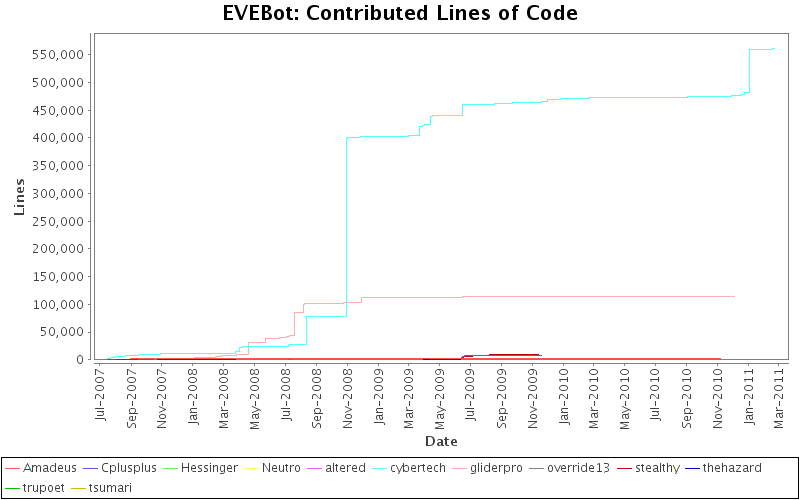 EVEBot: Contributed Lines of Code
550,000
500,000
450,000
400,000
350,000
300,000
250,000
200,000
150,000
100,000
50,000
0
Lines
Jul-2007
Sep-2007
Nov-2007
Jan-2008
Mar-2008
May-2008
Jul-2008
Sep-2008
Nov-2008
Jan-2009
Mar-2009
May-2009
Jul-2009
Sep-2009
Nov-2009
Jan-2010
Mar-2010
May-2010
Jul-2010
Sep-2010
Nov-2010
Jan-2011
Mar-2011
Date
Amadeus Cplusplus Hessinger Neutro altered cybertech gliderpro override13 stealthy thehazard
trupoet tsumari